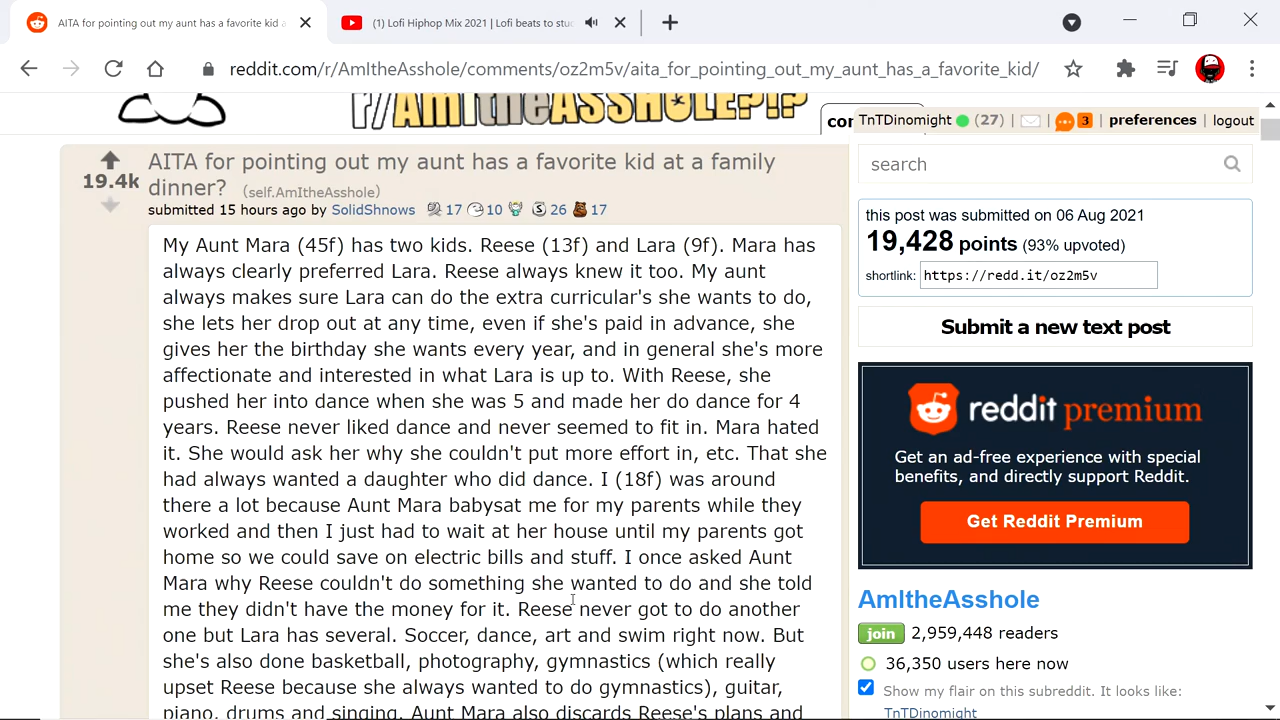 AITA for pointing out my aunt has a favorite kid a
(1) Lofi Hiphop Mix 2021 | Lofi beats to stu
reddit.com/r/AmItheAsshole/comments/oz2m5v/aita_for_pointing_out_my_aunt_has_a_favorite_kid/
r/AmItheASSHOLE?!?
TnTDinomight (27) | | 3 | preferences | logout
19.4k
AITA for pointing out my aunt has a favorite kid at a family
dinner? (self.AmItheAsshole)
submitted 15 hours ago by SolidShnows 17 10 26 17
My Aunt Mara (45f) has two kids. Reese (13f) and Lara (9f). Mara has
always clearly preferred Lara. Reese always knew it too. My aunt
always makes sure Lara can do the extra curricular's she wants to do,
she lets her drop out at any time, even if she's paid in advance, she
gives her the birthday she wants every year, and in general she's more
affectionate and interested in what Lara is up to. With Reese, she
pushed her into dance when she was 5 and made her do dance for 4
years. Reese never liked dance and never seemed to fit in. Mara hated
it. She would ask her why she couldn't put more effort in, etc. That she
had always wanted a daughter who did dance. I (18f) was around
there a lot because Aunt Mara babysat me for my parents while they
worked and then I just had to wait at her house until my parents got
home so we could save on electric bills and stuff. I once asked Aunt
Mara why Reese couldn't do something she wanted to do and she told
me they didn't have the money for it. Reese never got to do another
one but Lara has several. Soccer, dance, art and swim right now. But
she's also done basketball, photography, gymnastics (which really
upset Reese because she always wanted to do gymnastics), guitar,
piano, drums and singing. Aunt Mara also discards Reese's plans and
search
this post was submitted on 06 Aug 2021
19,428 points (93% upvoted)
shortlink: https://redd.it/oz2m5v
Submit a new text post
reddit premium
Get an ad-free experience with special
benefits, and directly support Reddit.
Get Reddit Premium
AmItheAsshole
join 2,959,448 readers
36,350 users here now
Show my flair on this subreddit. It looks like:
TnTDinomight